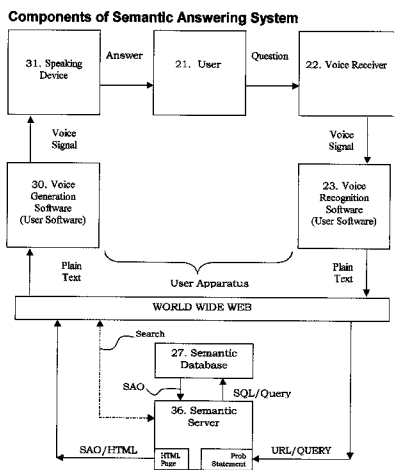 Components of Semantic Answering System
31. Speaking
Device
Answer
21. User
Question
22. Voice Receiver
Voice
Signal
Voice
Signal
30. Voice
Generation
Software
(User Software)
23. Voice
Recognition
Software
(User Software)
Plain
Text
User Apparatus
Plain
Text
WORLD WIDE WEB
Search
27. Semantic
Database
SAO
SQL/Query
36. Semantic
Server
SAO/HTML
HTML
Page
Prob
Statement
URL/QUERY